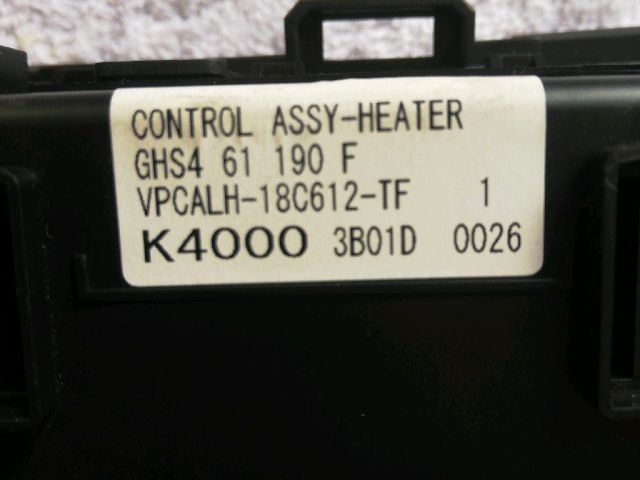 CONTROL ASSY-HEATER
GHS4 61 190 F
VPCALH-18C612-TF 1
K4000 3B01D 0026